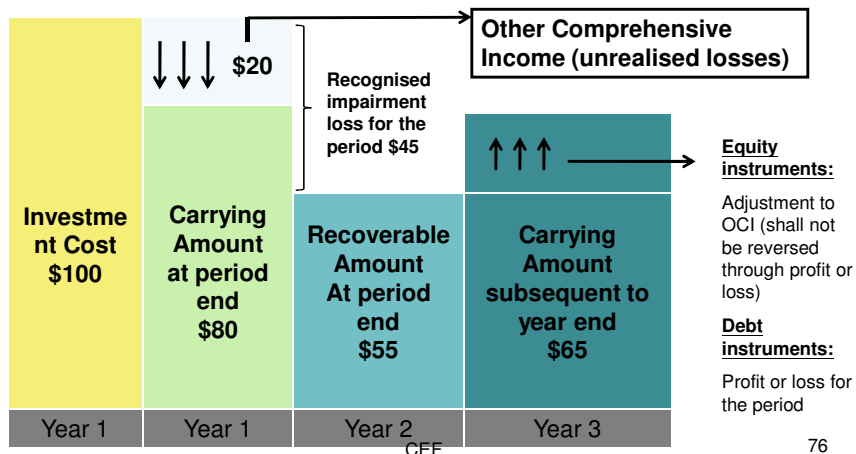 Other Comprehensive
Income (unrealised losses)
$20
Recognised
impairment
loss for the
period $45
Investme
nt Cost
$100
Carrying
Amount
at period
end
$80
Recoverable
Amount
At period
end
$55
Carrying
Amount
subsequent to
year end
$65
Equity
instruments:
Adjustment to
OCI (shall not
be reversed
through profit or
loss)
Debt
instruments:
Profit or loss for
the period
Year 1
Year 1
Year 2
Year 3
76